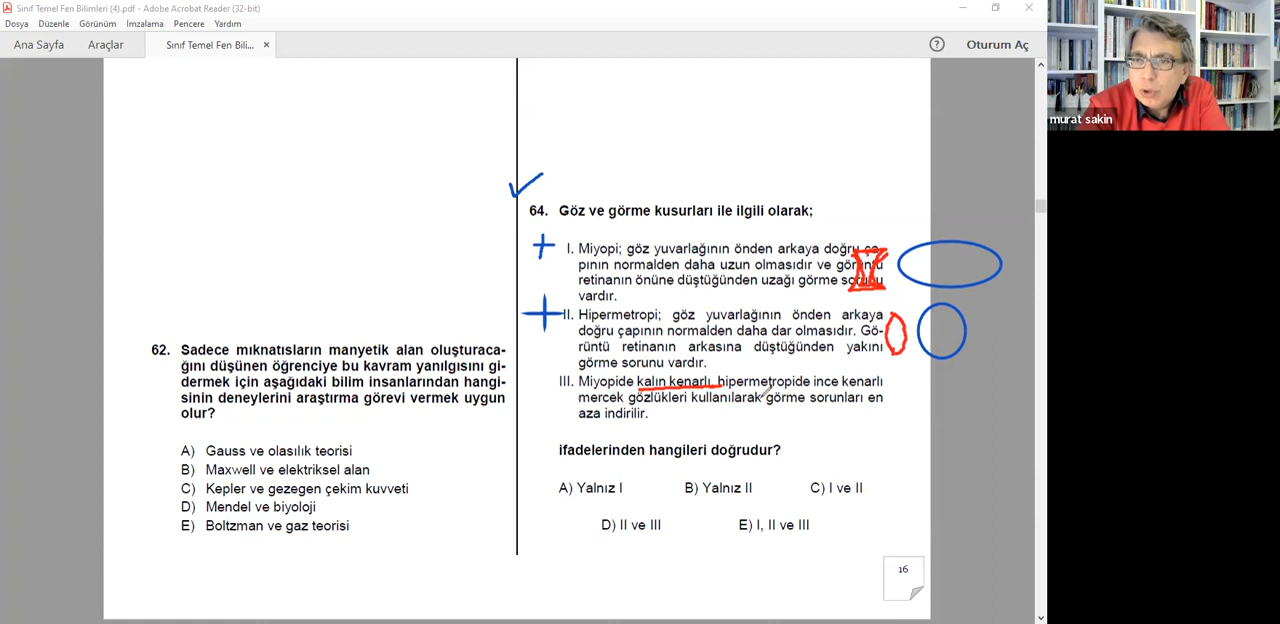 Sınıf Temel Fen Bilimleri (4).pdf - Adobe Acrobat Reader (32-bit)
Dosya Düzenle Görünüm İmzalama Pencere Yardım
Ana Sayfa Araçlar Sınıf Temel Fen Bili... × Oturum Aç
murat sakin
62. Sadece mıknatısların manyetik alan oluşturaca-
ğını düşünen öğrenciye bu kavram yanılgısını gi-
dermek için aşağıdaki bilim insanlarından hangi-
sinin deneylerini araştırma görevi vermek uygun
olur?
A) Gauss ve olasılık teorisi
B) Maxwell ve elektriksel alan
C) Kepler ve gezegen çekim kuvveti
D) Mendel ve biyoloji
E) Boltzman ve gaz teorisi
64. Göz ve görme kusurları ile ilgili olarak;
I. Miyopi; göz yuvarlağının önden arkaya doğru ça-
pının normalden daha uzun olmasıdır ve görüntü
retinanın önüne düştüğünden uzağı görme sorunu
vardır.
II. Hipermetropi; göz yuvarlağının önden arkaya
doğru çapının normalden daha dar olmasıdır. Gö-
rüntü retinanın arkasına düştüğünden yakını
görme sorunu vardır.
III. Miyopide kalın kenarlı, hipermetropide ince kenarlı
mercek gözlükleri kullanılarak görme sorunları en
aza indirilir.
ifadelerinden hangileri doğrudur?
A) Yalnız I B) Yalnız II C) I ve II
D) II ve III E) I, II ve III
16